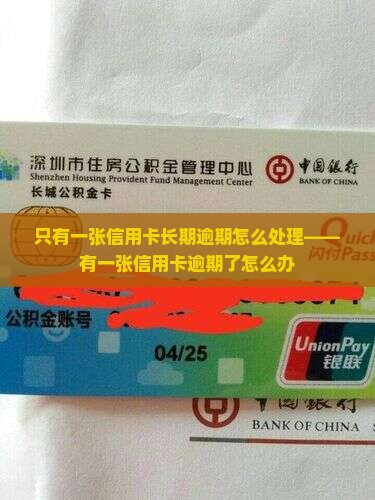 深圳市住房公积金管理中心
Shenzhen Housing Provident Fund Management Center
中国银行
BANK OF CHINA
长城公积金卡
只有一张信用卡长期逾期怎么处理——
有一张信用卡逾期了怎么办
Quick
闪付Pass
公积金账号
04/25
UnionPay
银联
中国银行
BANK OF CHINA